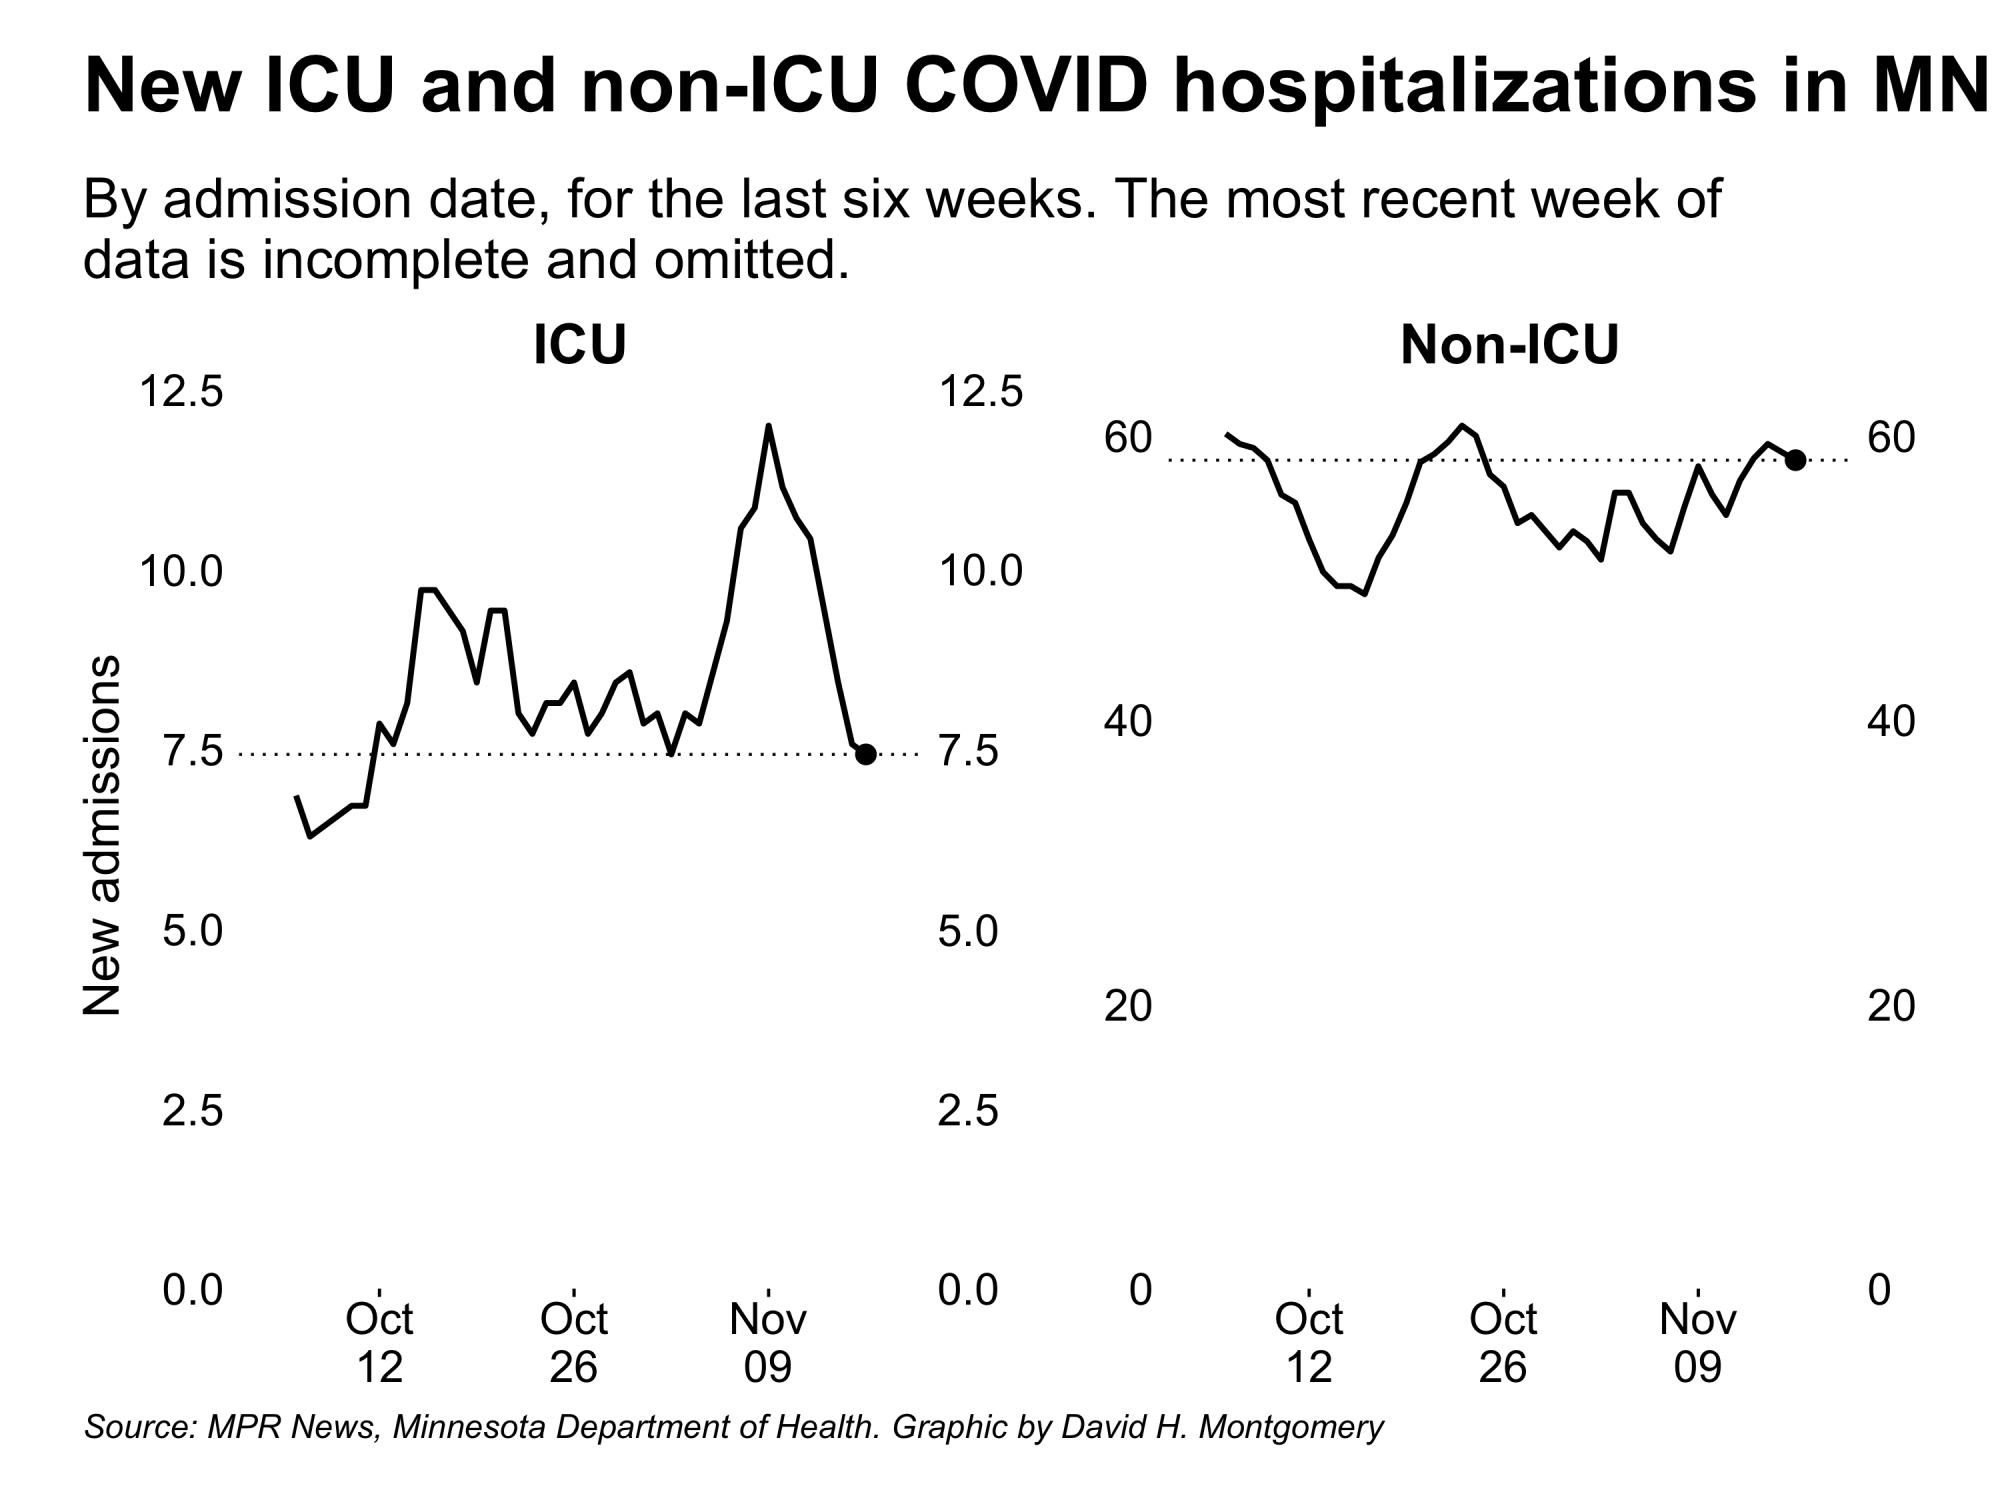 New ICU and non-ICU COVID hospitalizations in MN
By admission date, for the last six weeks. The most recent week of
data is incomplete and omitted.
ICU
Non-ICU
New admissions
12.5
10.0
7.5
5.0
2.5
0.0
12.5
10.0
7.5
5.0
2.5
0.0
Oct
12
Oct
26
Nov
09
60
40
20
0
60
40
20
0
Oct
12
Oct
26
Nov
09
Source: MPR News, Minnesota Department of Health. Graphic by David H. Montgomery